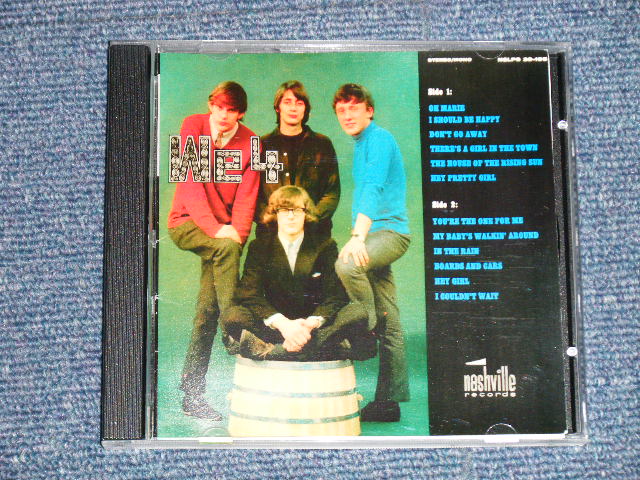 STEREO/MONO NSLPS 30-105
We4
Side 1:
OH MARIE
I SHOULD BE HAPPY
DON'T GO AWAY
THERE'S A GIRL IN THE TOWN
THE HOUSE OF THE RISING SUN
HEY PRETTY GIRL
Side 2:
YOU'RE THE ONE FOR ME
MY BABY'S WALKIN' AROUND
IN THE RAIN
BOARDS AND CARS
HEY GIRL
I COULDN'T WAIT
nashville
records